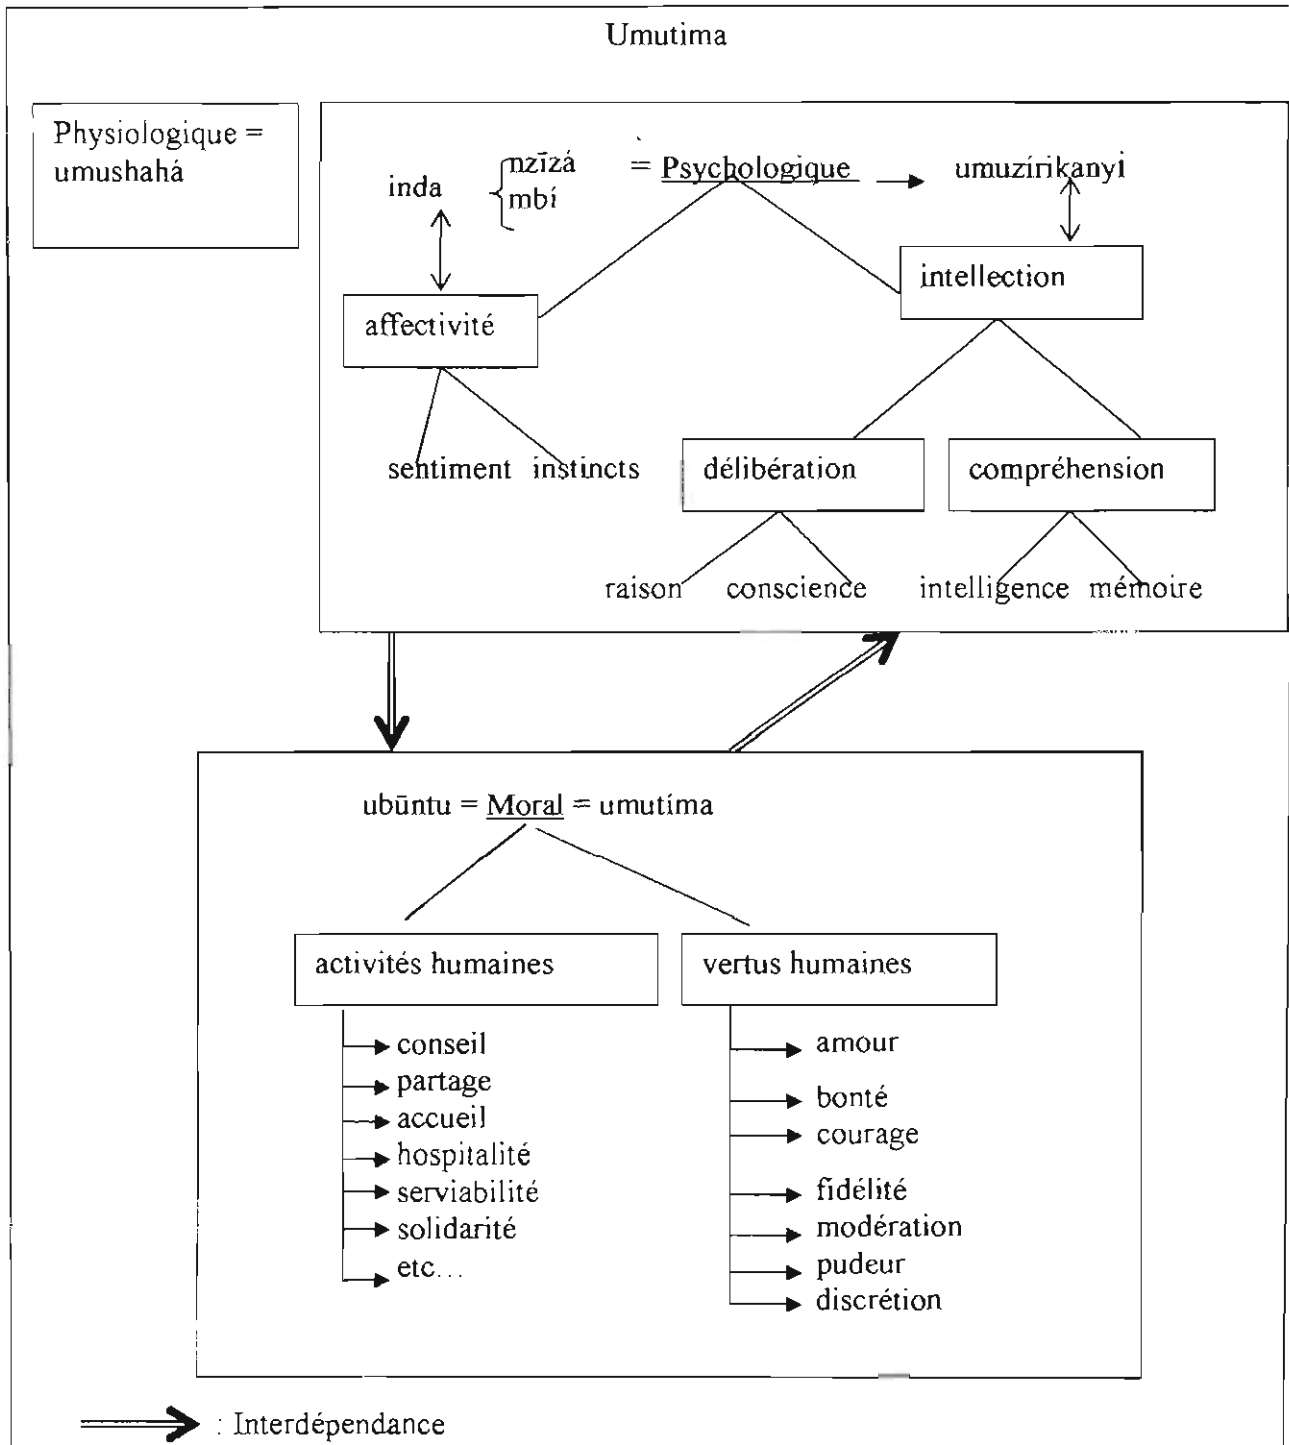 Umutima
Physiologique =
umushahá
inda
nzīzá
mbí
= Psychologique
umuzírikanyi
affectivité
intellection
sentiment instincts
délibération
compréhension
raison conscience intelligence mémoire
ubūntu = Moral = umutíma
activités humaines
conseil
partage
accueil
hospitalité
serviabilité
solidarité
etc...
vertus humaines
amour
bonté
courage
fidélité
modération
pudeur
discrétion
: Interdépendance